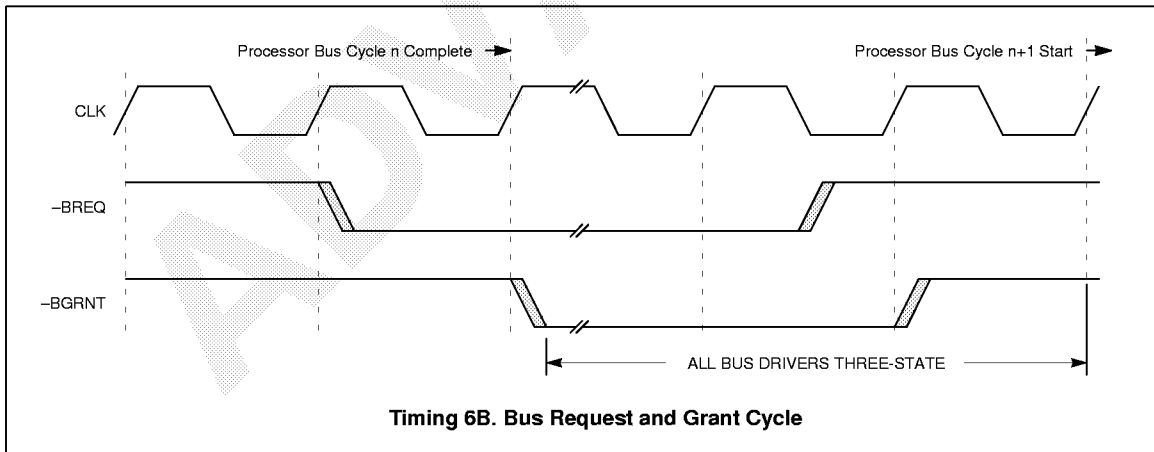 Processor Bus Cycle n Complete
Processor Bus Cycle n+1 Start
CLK
–BREQ
–BGRNT
ALL BUS DRIVERS THREE-STATE
Timing 6B. Bus Request and Grant Cycle